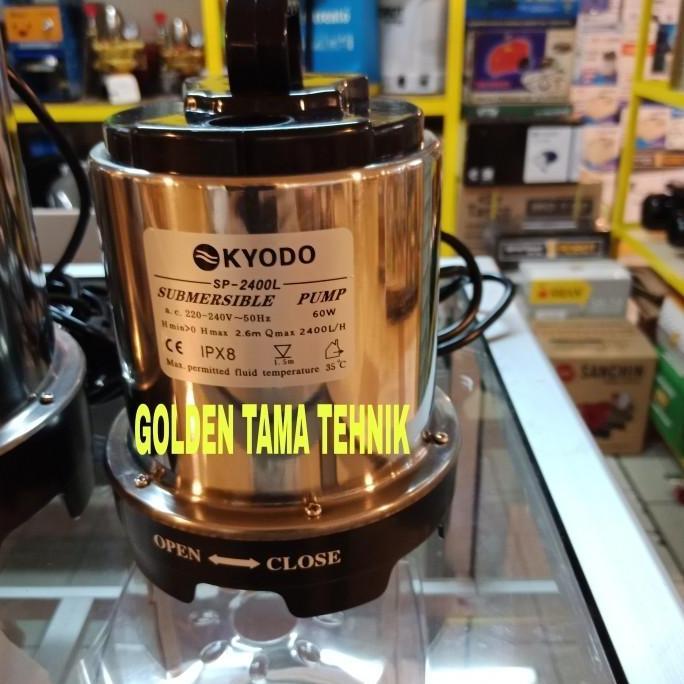 KYODO
SP-2400L
SUBMERSIBLE PUMP
a.c. 220-240V~50Hz 60W
Hmin>0 Hmax 2.6m Qmax 2400L/H
CE IPX8 1.5m
Max. permitted fluid temperature 35°C
GOLDEN TAMA TEHNIK
OPEN CLOSE
SANCHIN